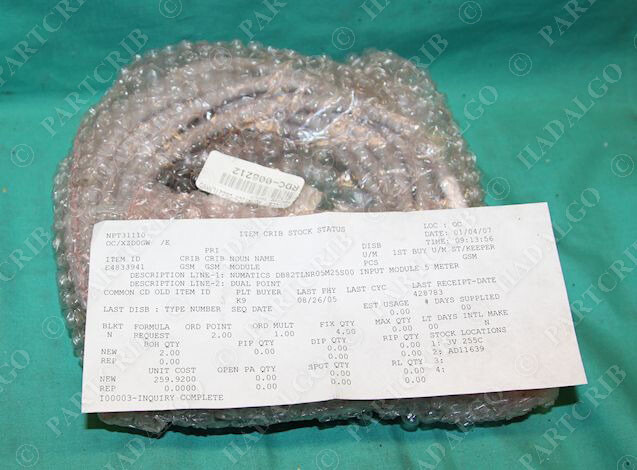 RDC-008212
NPT31110 ITEM CRIB STOCK STATUS LOC : OC
OC/XZDOGW /E DATE: 01/04/07
TIME: 09:13:56
PRI DISB 1ST BUY U/M ST/KEEPER
ITEM ID CRIB CRIB NOUN NAME U/M GSM
E4833941 GSM GSM MODULE PCS
DESCRIPTION LINE-1: NUMATICS DB82TLNR05M25S00 INPUT MODULE 5 METER
DESCRIPTION LINE-2: DUAL POINT
COMMON CD OLD ITEM ID PLT BUYER LAST PHY LAST CYC LAST RECEIPT-DATE
K9 08/26/05 428783
LAST DISB : TYPE NUMBER SEQ DATE EST USAGE # DAYS SUPPLIED
0.00 00
BLKT FORMULA ORD POINT ORD MULT FIX QTY MAX QTY LT DAYS INTL MAKE
N REQUEST 2.00 1.00 4.00 0.00 00 N
BOH QTY PIP QTY DIP QTY RIP QTY STOCK LOCATIONS
NEW 2.00 0.00 0.00 0.00 1: 3V 255C
REP 0.00 0.00 0.00 2: AD11639
UNIT COST OPEN PA QTY SPUT QTY RL QTY 3:
NEW 259.9200 0.00 0.00 0.00 4:
REP 0.0000 0.00 0.00
I00003-INQUIRY COMPLETE
© PARTCRIB
© HADALGO